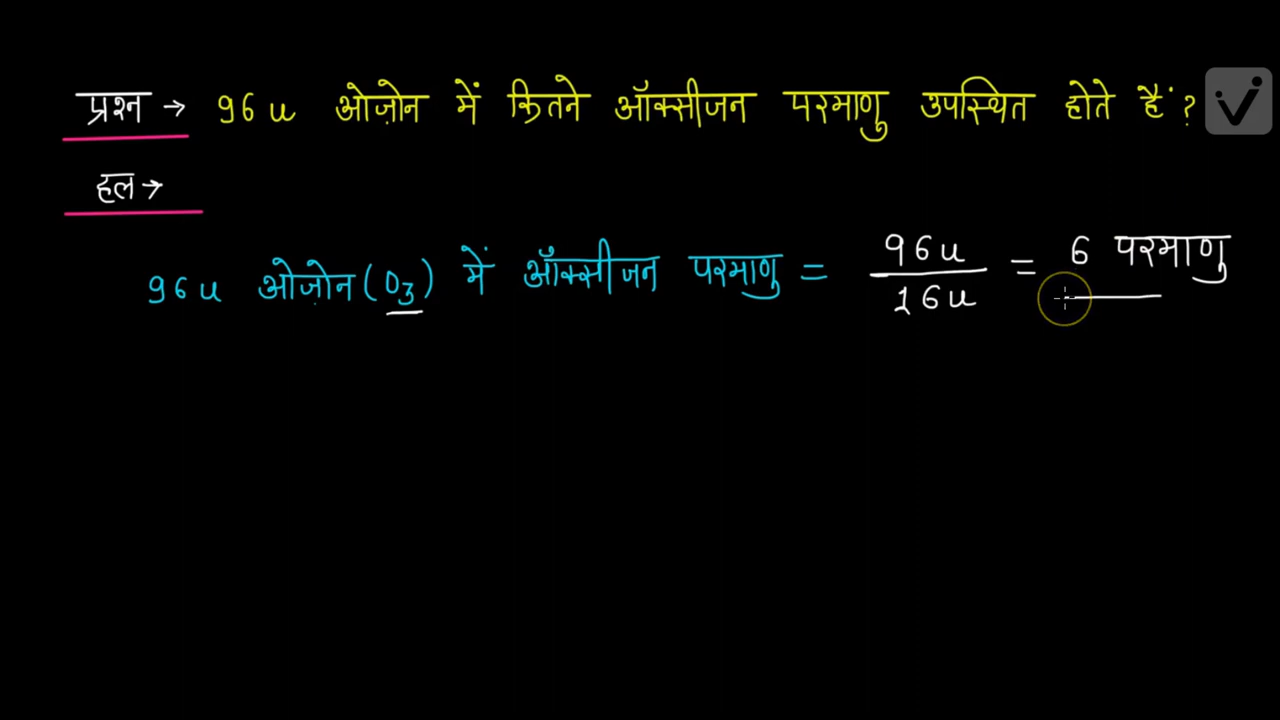 प्रश्न → 96 u ओज़ोन में कितने ऑक्सीजन परमाणु उपस्थित होते हैं ?
हल →
96 u ओज़ोन ( O3 ) में ऑक्सीजन परमाणु = 96u / 16u = 6 परमाणु